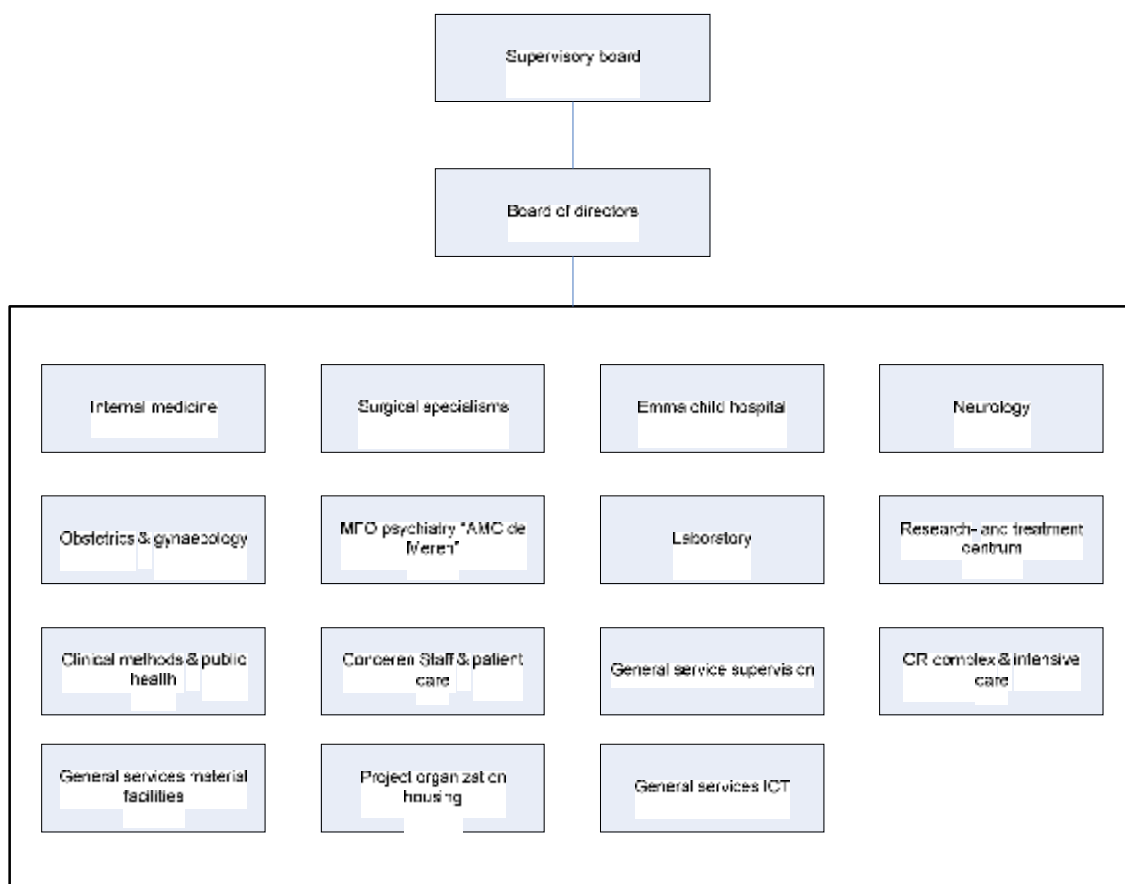 Supervisory board
Board of directors
Internal medicine
Surgical specialisms
Emma child hospital
Neurology
Obstetrics & gynaecology
MFO psychiatry "AMC de
Meren"
Laboratory
Research- and treatment
centrum
Clinical methods & public
health
Conceren Staff & patient
care
General service supervision
OR complex & intensive
care
General services material
facilities
Project organization
housing
General services ICT